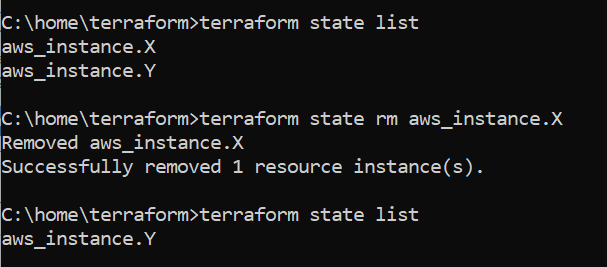 C:\home\terraform>terraform state list
aws_instance.X
aws_instance.Y
C:\home\terraform>terraform state rm aws_instance.X
Removed aws_instance.X
Successfully removed 1 resource instance(s).
C:\home\terraform>terraform state list
aws_instance.Y